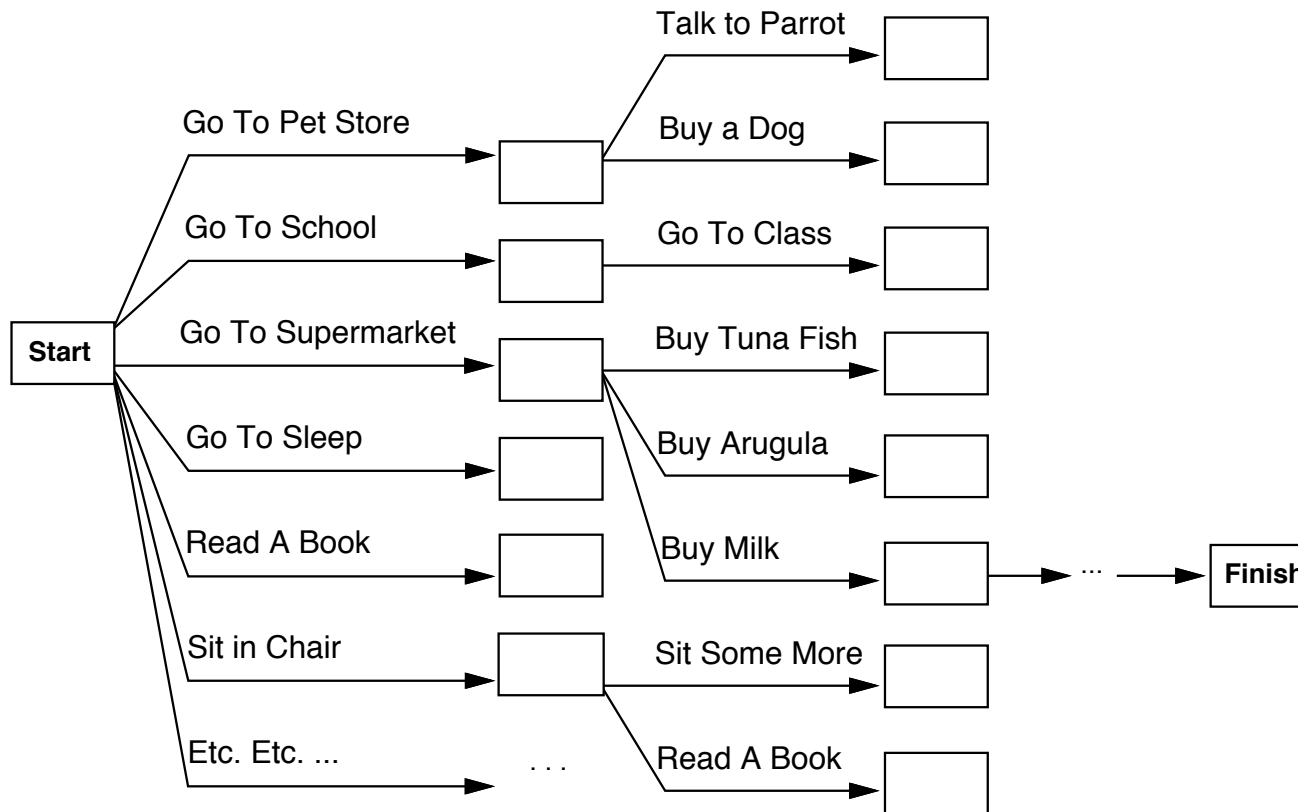 Talk to Parrot
Go To Pet Store
Buy a Dog
Go To School
Go To Class
Start
Go To Supermarket
Buy Tuna Fish
Go To Sleep
Buy Arugula
Read A Book
Buy Milk
...
Finish
Sit in Chair
Sit Some More
Etc. Etc. ...
. . .
Read A Book